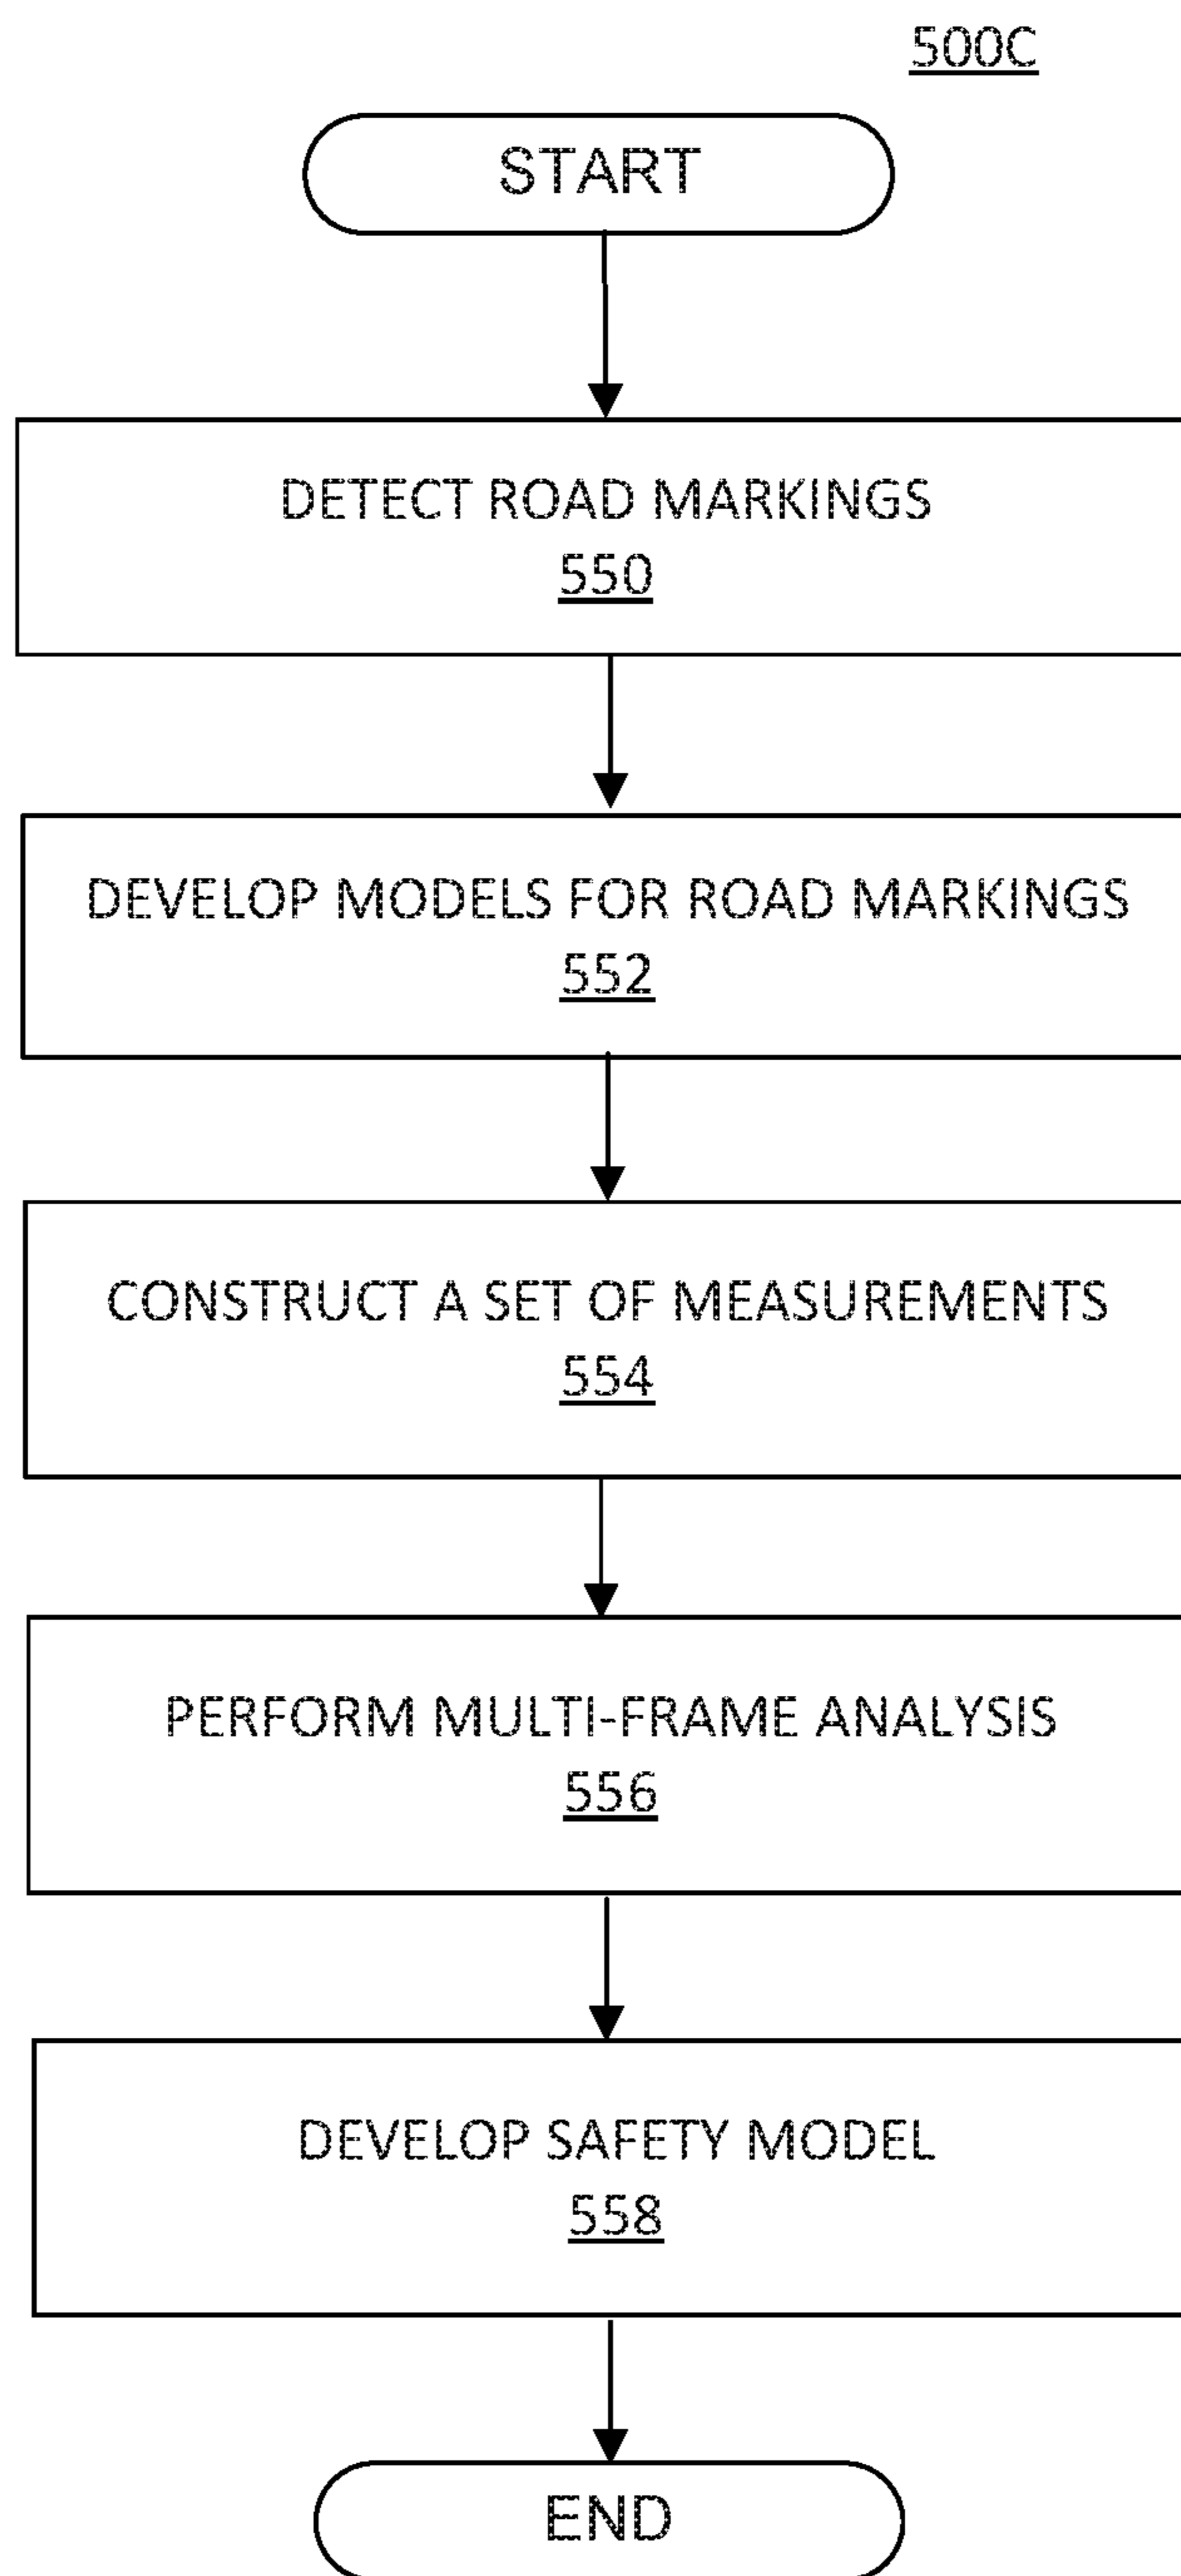 500C
START
DETECT ROAD MARKINGS
550
DEVELOP MODELS FOR ROAD MARKINGS
552
CONSTRUCT A SET OF MEASUREMENTS
554
PERFORM MULTI-FRAME ANALYSIS
556
DEVELOP SAFETY MODEL
558
END